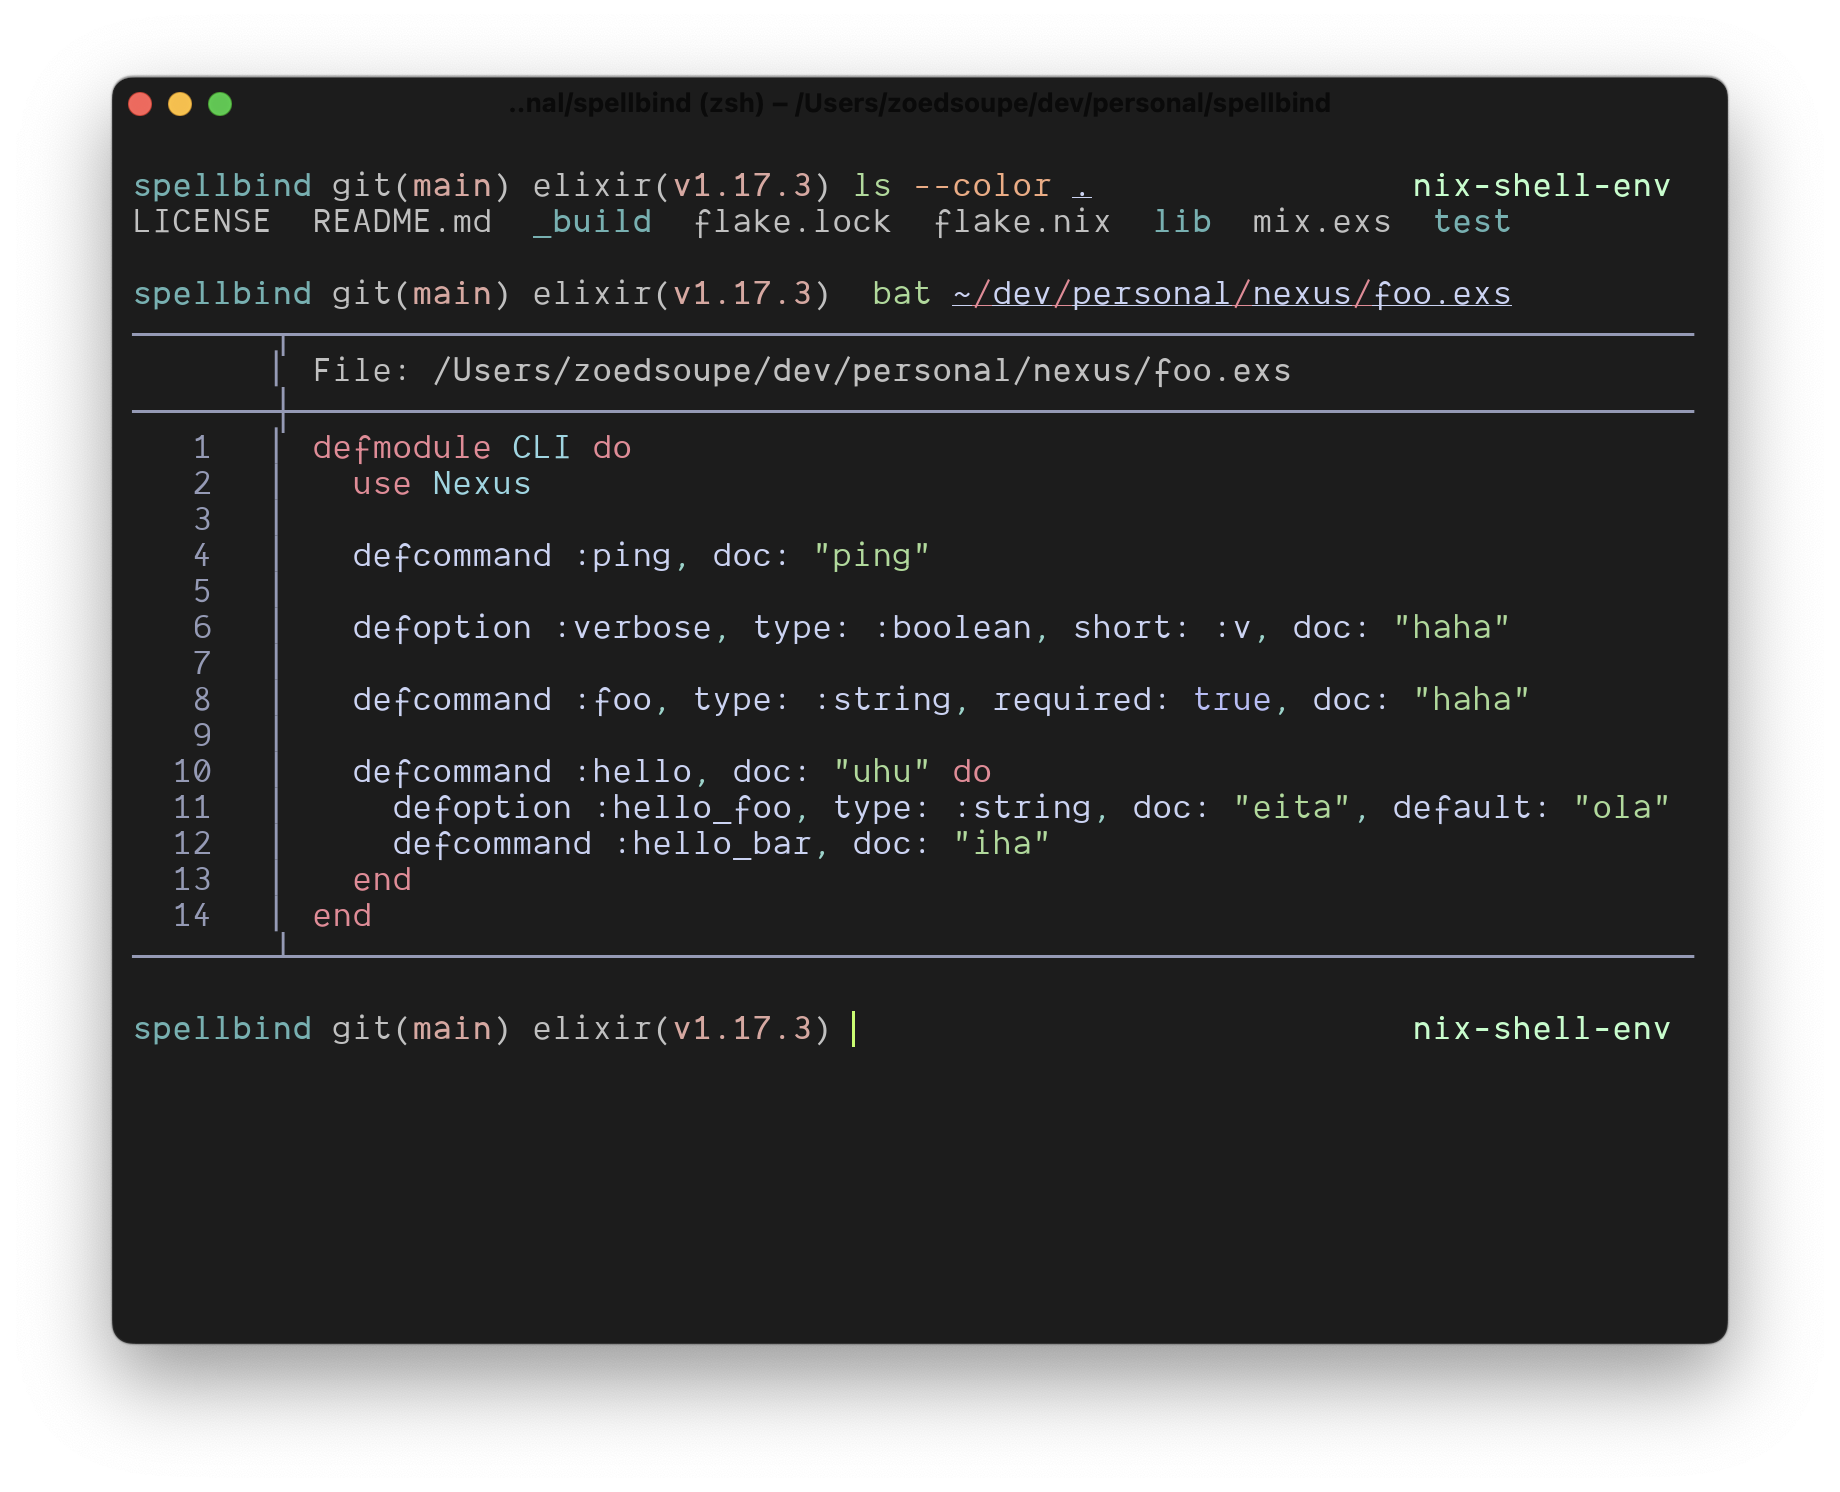 ..nal/spellbind (zsh) – /Users/zoedsoupe/dev/personal/spellbind
spellbind git(main) elixir(v1.17.3) ls --color . nix-shell-env
LICENSE README.md _build flake.lock flake.nix lib mix.exs test
spellbind git(main) elixir(v1.17.3) bat ~/dev/personal/nexus/foo.exs
File: /Users/zoedsoupe/dev/personal/nexus/foo.exs
1 defmodule CLI do
2 use Nexus
3
4 defcommand :ping, doc: "ping"
5
6 defoption :verbose, type: :boolean, short: :v, doc: "haha"
7
8 defcommand :foo, type: :string, required: true, doc: "haha"
9
10 defcommand :hello, doc: "uhu" do
11 defoption :hello_foo, type: :string, doc: "eita", default: "ola"
12 defcommand :hello_bar, doc: "iha"
13 end
14 end
spellbind git(main) elixir(v1.17.3) nix-shell-env